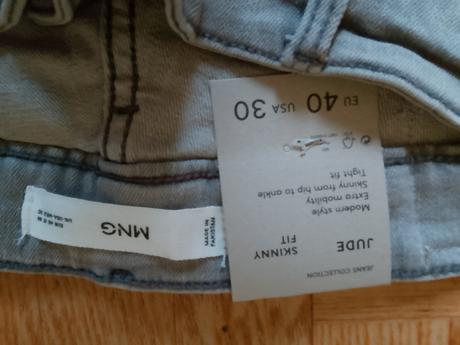 JEANS COLLECTION
JUDE SKINNY
FIT
Modern style
Extra mobility
Skinny from hip to ankle
Tight fit
EU 40 USA 30
MNG
MADE IN
PAKISTAN